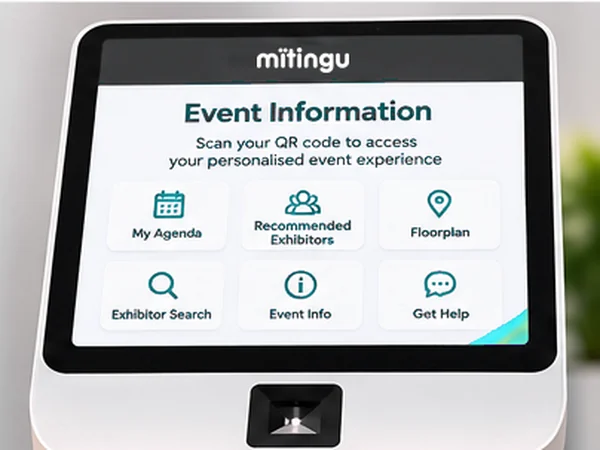 mïtingu
Event Information
Scan your QR code to access
your personalised event experience
My Agenda
Recommended
Exhibitors
Floorplan
Exhibitor Search
Event Info
Get Help